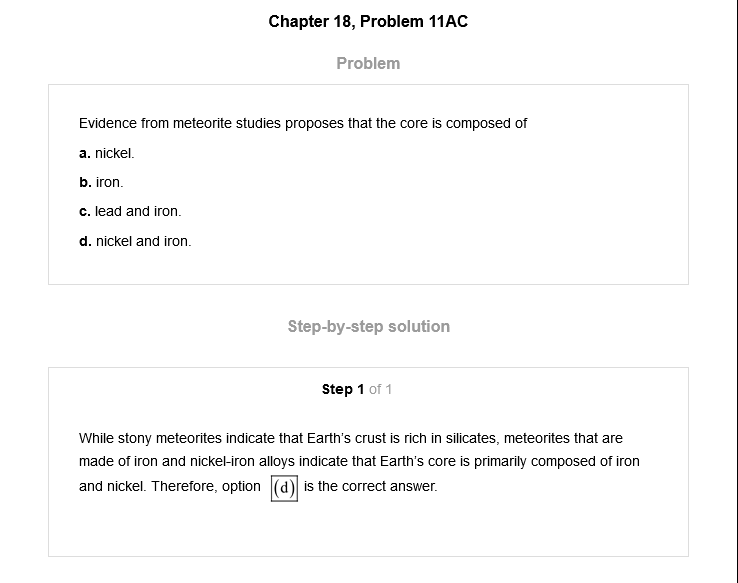 Chapter 18, Problem 11AC
Problem
Evidence from meteorite studies proposes that the core is composed of
a. nickel.
b. iron.
c. lead and iron.
d. nickel and iron.
Step-by-step solution
Step 1 of 1
While stony meteorites indicate that Earth's crust is rich in silicates, meteorites that are
made of iron and nickel-iron alloys indicate that Earth's core is primarily composed of iron
and nickel. Therefore, option (d) is the correct answer.